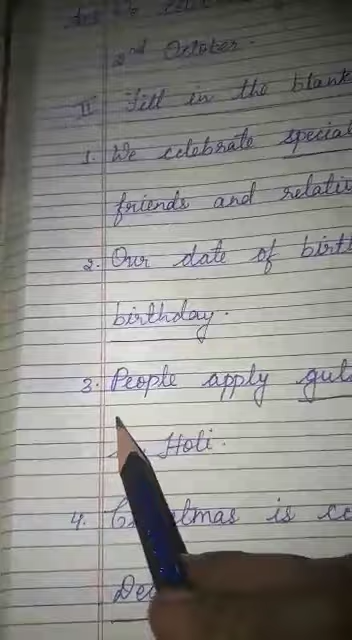 2nd October.
II Fill in the blank
1. We celebrate special
friends and relati
2. Our date of birt
birthday.
3. People apply gul
Holi.
4. is